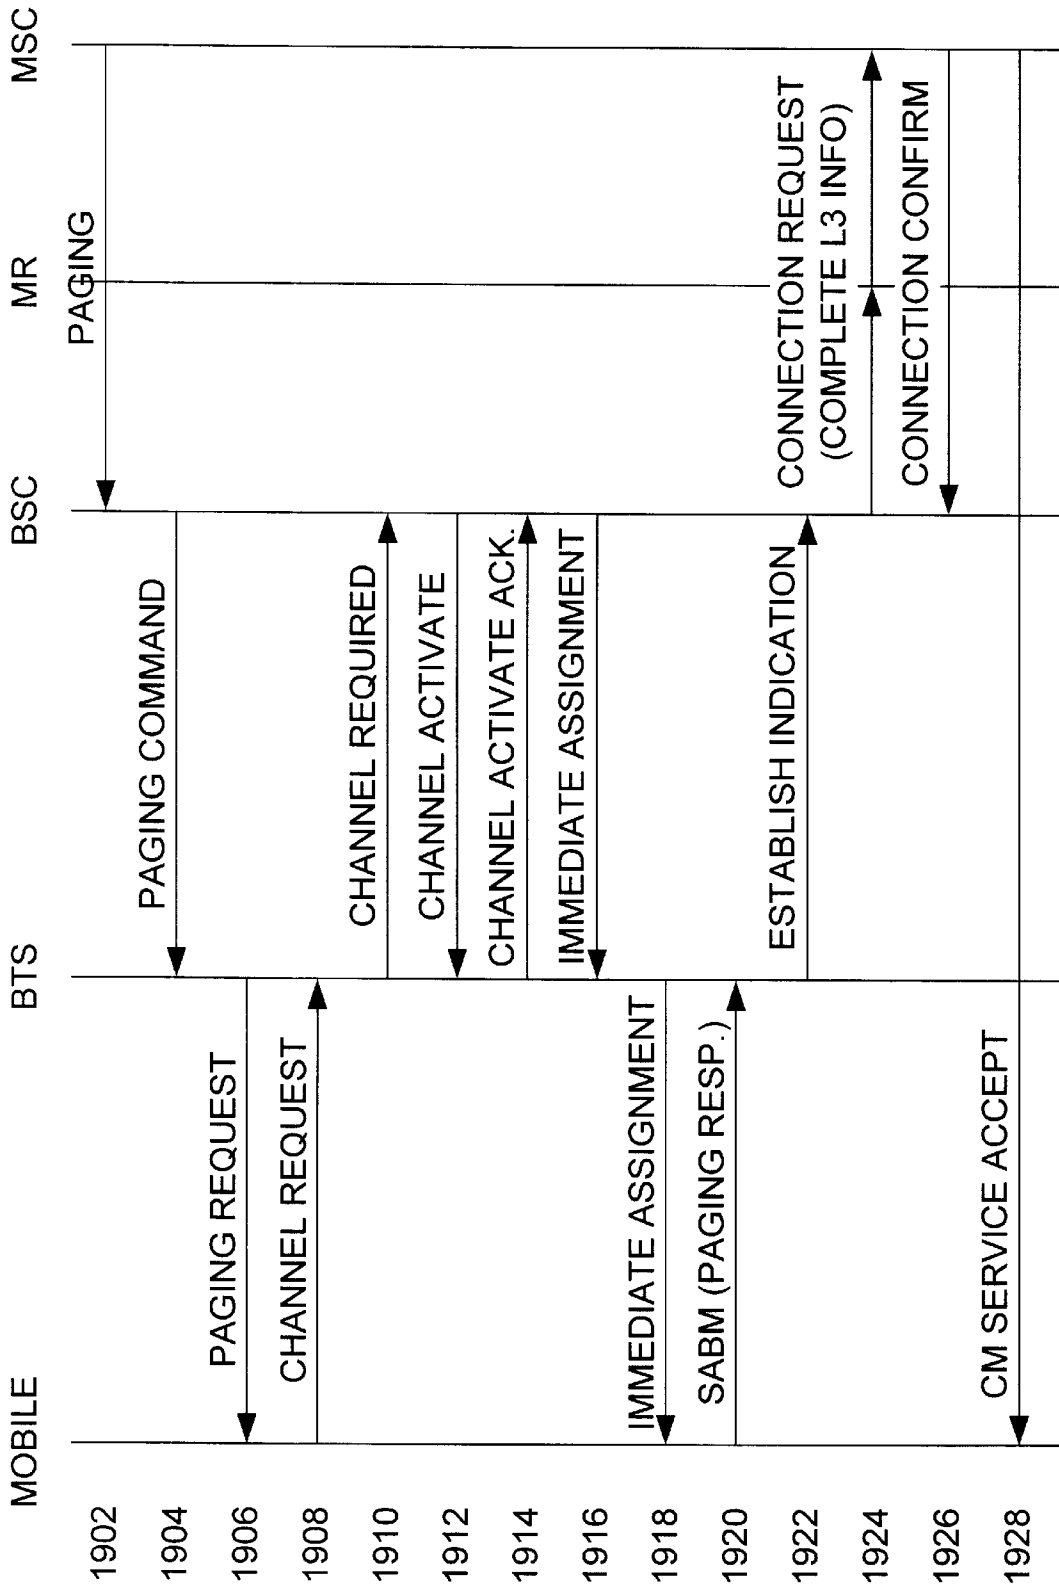 MOBILE
BTS
BSC
MR
MSC
1902
PAGING
1904
PAGING COMMAND
1906
PAGING REQUEST
1908
CHANNEL REQUEST
1910
CHANNEL REQUIRED
1912
CHANNEL ACTIVATE
1914
CHANNEL ACTIVATE ACK.
1916
IMMEDIATE ASSIGNMENT
1918
IMMEDIATE ASSIGNMENT
1920
SABM (PAGING RESP.)
1922
ESTABLISH INDICATION
1924
CONNECTION REQUEST
(COMPLETE L3 INFO)
1926
CONNECTION CONFIRM
1928
CM SERVICE ACCEPT